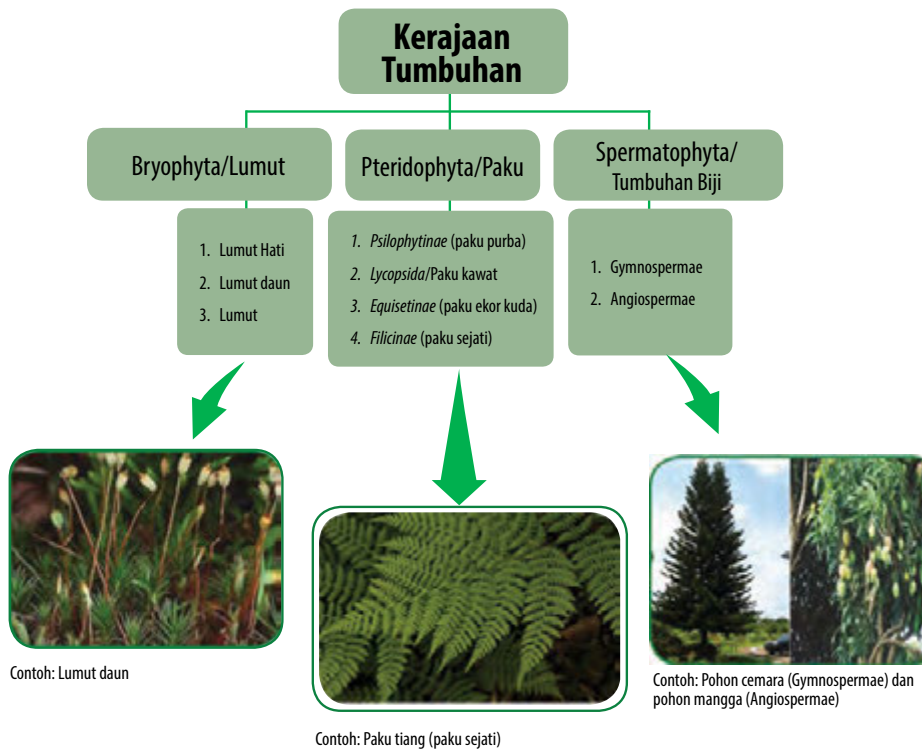 Kerajaan
Tumbuhan
Bryophyta/Lumut
Pteridophyta/Paku
Spermatophyta/
Tumbuhan Biji
1. Lumut Hati
2. Lumut daun
3. Lumut
1. Psilophytinae (paku purba)
2. Lycopsida/Paku kawat
3. Equisetinae (paku ekor kuda)
4. Filicinae (paku sejati)
1. Gymnospermae
2. Angiospermae
Contoh: Lumut daun
Contoh: Paku tiang (paku sejati)
Contoh: Pohon cemara (Gymnospermae) dan
pohon mangga (Angiospermae)